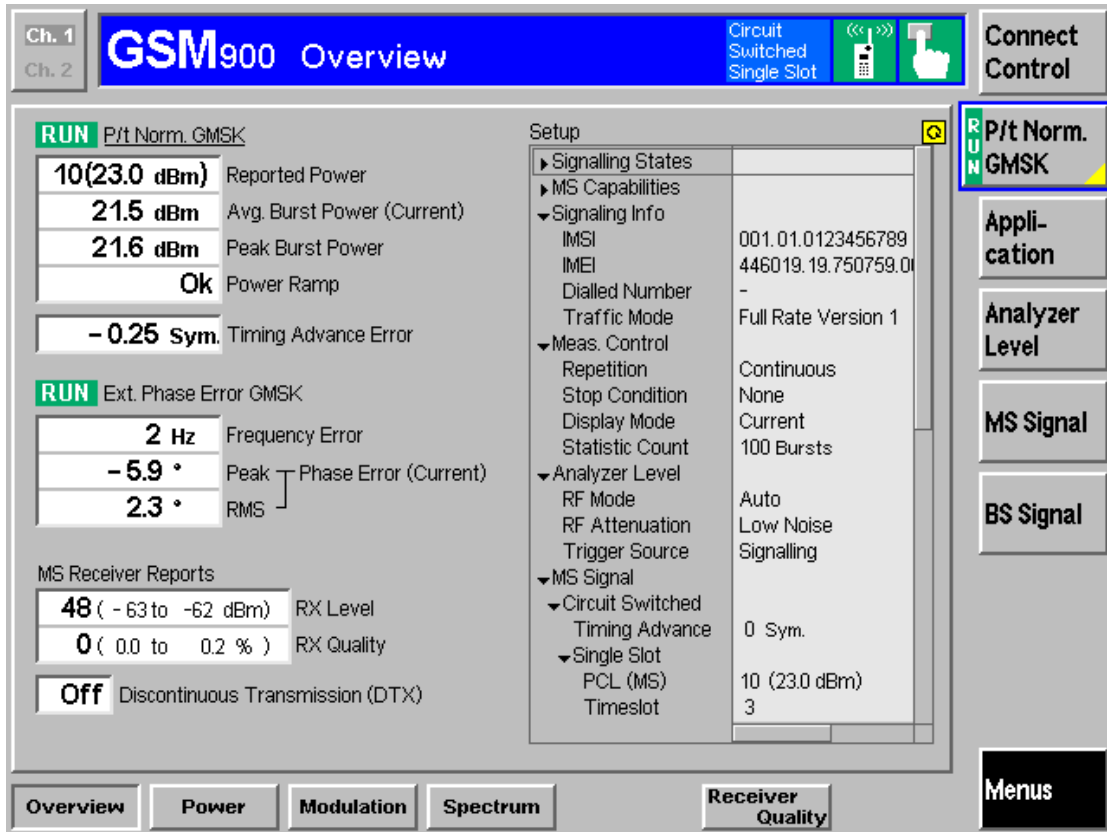 Ch. 1
Ch. 2
GSM900 Overview
Circuit
Switched
Single Slot
Connect
Control
RUN P/t Norm. GMSK
10(23.0 dBm) Reported Power
21.5 dBm Avg. Burst Power (Current)
21.6 dBm Peak Burst Power
Ok Power Ramp
– 0.25 Sym. Timing Advance Error
RUN Ext. Phase Error GMSK
2 Hz Frequency Error
– 5.9 ° Peak Phase Error (Current)
2.3 ° RMS
MS Receiver Reports
48 ( - 63 to -62 dBm) RX Level
0 ( 0.0 to 0.2 % ) RX Quality
Off Discontinuous Transmission (DTX)
Setup
Signalling States
MS Capabilities
Signaling Info
IMSI 001.01.0123456789
IMEI 446019.19.750759.0
Dialled Number -
Traffic Mode Full Rate Version 1
Meas. Control
Repetition Continuous
Stop Condition None
Display Mode Current
Statistic Count 100 Bursts
Analyzer Level
RF Mode Auto
RF Attenuation Low Noise
Trigger Source Signalling
MS Signal
Circuit Switched
Timing Advance 0 Sym.
Single Slot
PCL (MS) 10 (23.0 dBm)
Timeslot 3
RUN P/t Norm.
GMSK
Appli-
cation
Analyzer
Level
MS Signal
BS Signal
Menus
Overview Power Modulation Spectrum Receiver
Quality